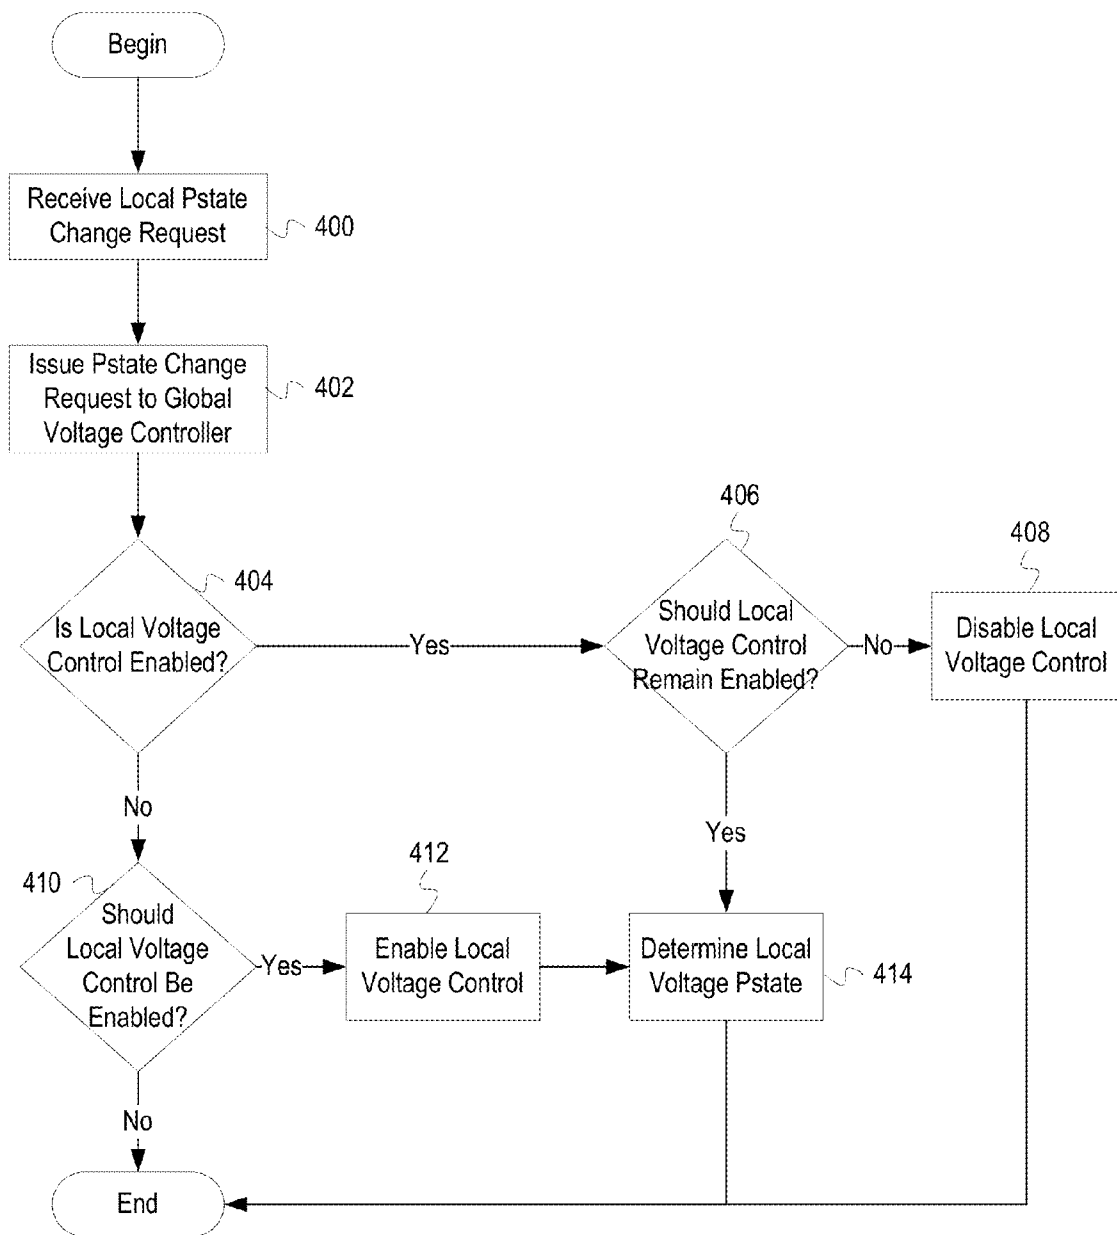 Begin
Receive Local Pstate
Change Request
400
Issue Pstate Change
Request to Global
Voltage Controller
402
404
Is Local Voltage
Control Enabled?
Yes
406
Should Local
Voltage Control
Remain Enabled?
No
408
Disable Local
Voltage Control
No
Yes
410
Should
Local Voltage
Control Be
Enabled?
Yes
412
Enable Local
Voltage Control
Determine Local
Voltage Pstate
414
No
End